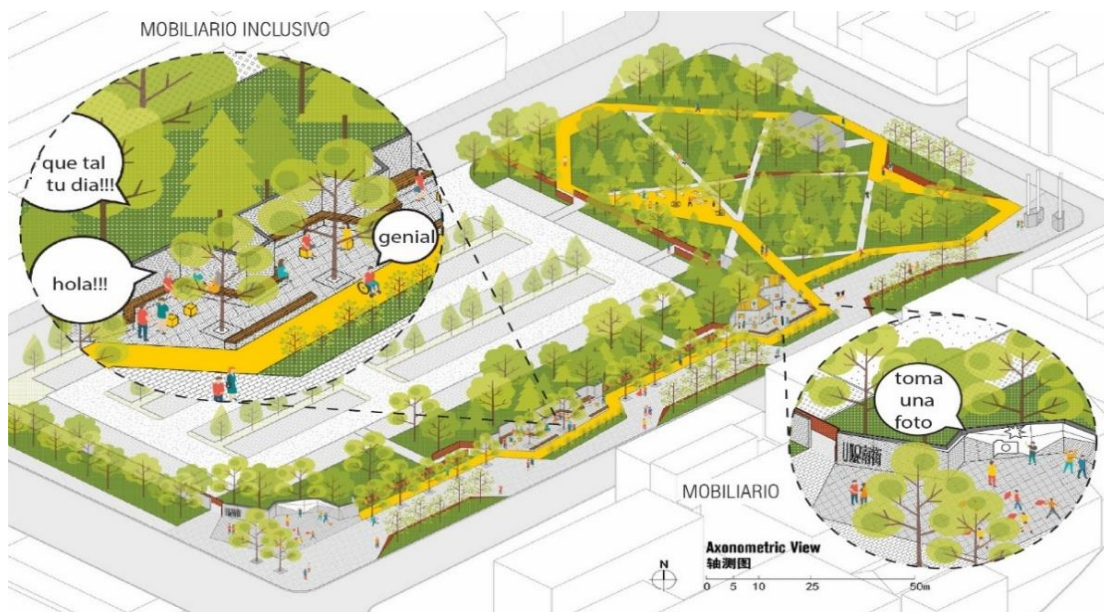 MOBILIARIO INCLUSIVO
que tal
tu dia!!!
hola!!!
genial
toma
una
foto
MOBILIARIO
Axonometric View
轴测图
N
0 5 10 25 50m